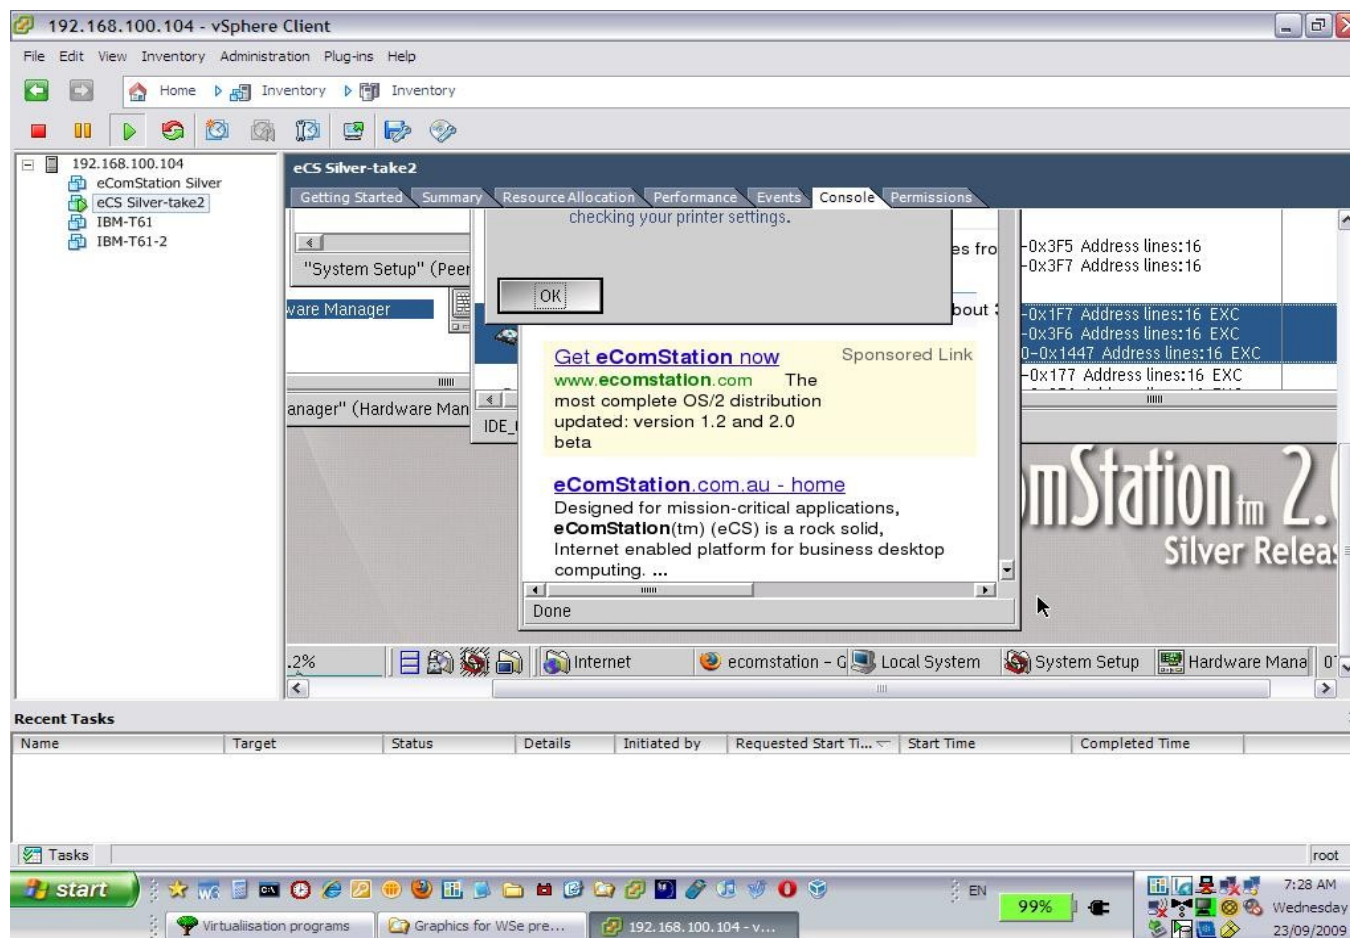 192.168.100.104 - vSphere Client
File Edit View Inventory Administration Plug-ins Help
Home Inventory Inventory
192.168.100.104
eComStation Silver
eCS Silver-take2
IBM-T61
IBM-T61-2
eCS Silver-take2
Getting Started Summary Resource Allocation Performance Events Console Permissions
checking your printer settings.
OK
"System Setup" (Peer
ware Manager
anager" (Hardware Man
es fro
bout
-0x3F5 Address lines:16
-0x3F7 Address lines:16
-0x1F7 Address lines:16 EXC
-0x3F6 Address lines:16 EXC
0-0x1447 Address lines:16 EXC
-0x177 Address lines:16 EXC
Get eComStation now Sponsored Link
www.ecomstation.com The
most complete OS/2 distribution
updated: version 1.2 and 2.0
beta
eComStation.com.au - home
Designed for mission-critical applications,
eComStation(tm) (eCS) is a rock solid,
Internet enabled platform for business desktop
computing. ...
Done
omStation tm 2.
Silver Releas
.2% Internet ecomstation - G Local System System Setup Hardware Mana
Recent Tasks
Name Target Status Details Initiated by Requested Start Ti... Start Time Completed Time
Tasks root
start EN 99% 7:28 AM
Wednesday
Virtualiisation programs Graphics for WSe pre... 192.168.100.104 - v... 23/09/2009